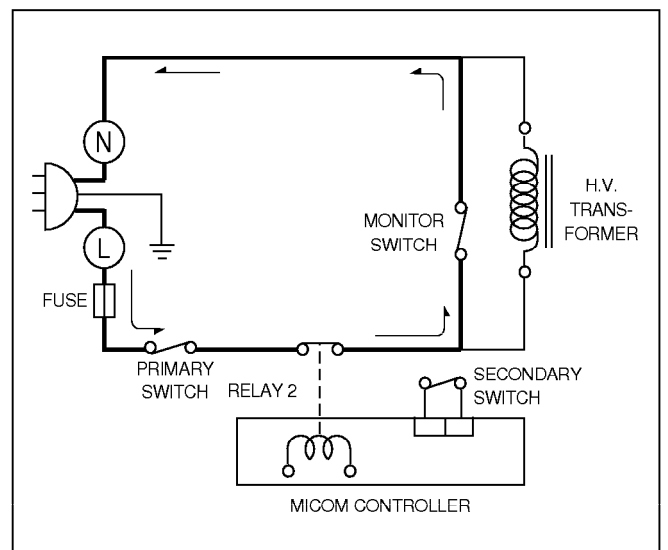 N
H.V.
TRANS-
FORMER
MONITOR
SWITCH
L
FUSE
PRIMARY
SWITCH
RELAY 2
SECONDARY
SWITCH
MICOM CONTROLLER